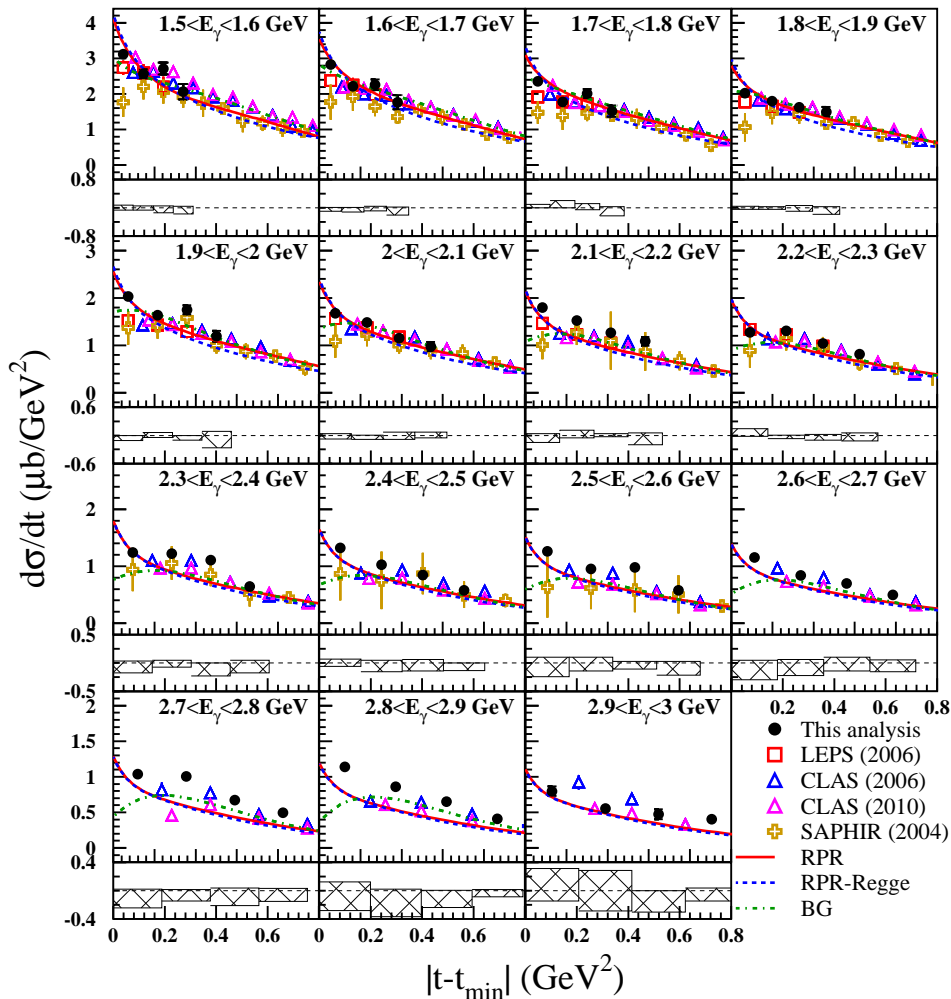 dσ/dt (μb/GeV²)
1.5<E_γ<1.6 GeV
1.6<E_γ<1.7 GeV
1.7<E_γ<1.8 GeV
1.8<E_γ<1.9 GeV
4
3
2
1
0
0.8
-0.8
1.9<E_γ<2 GeV
2<E_γ<2.1 GeV
2.1<E_γ<2.2 GeV
2.2<E_γ<2.3 GeV
3
2
1
0
0.6
-0.6
2.3<E_γ<2.4 GeV
2.4<E_γ<2.5 GeV
2.5<E_γ<2.6 GeV
2.6<E_γ<2.7 GeV
2
1
0
0.5
-0.5
2.7<E_γ<2.8 GeV
2.8<E_γ<2.9 GeV
2.9<E_γ<3 GeV
0 0.2 0.4 0.6 0.8
2
1.5
1
0.5
0
0.4
-0.4
This analysis
LEPS (2006)
CLAS (2006)
CLAS (2010)
SAPHIR (2004)
RPR
RPR-Regge
BG
0 0.2 0.4 0.6 0 0.2 0.4 0.6 0 0.2 0.4 0.6 0.8
|t-t_min| (GeV²)